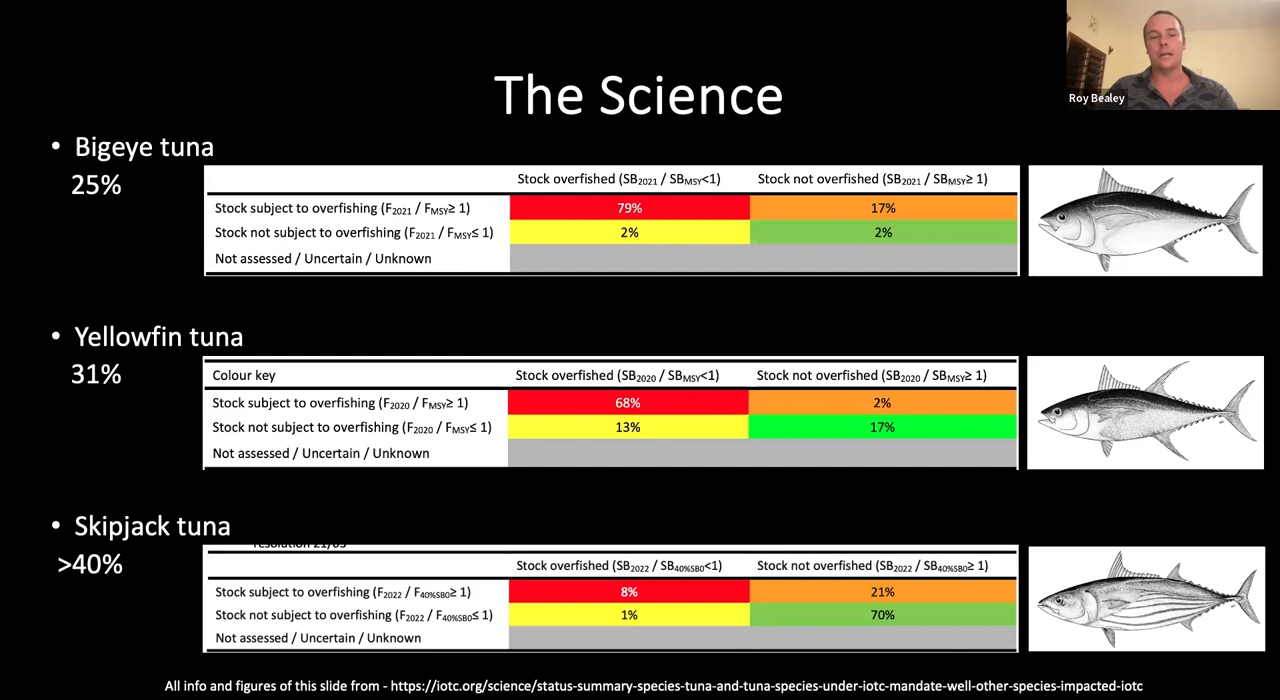 The Science
Roy Bealey
• Bigeye tuna
25%
Stock overfished (SB2021 / SBMSY<1) Stock not overfished (SB2021 / SBMSY≥ 1)
Stock subject to overfishing (F2021 / FMSY≥ 1) 79% 17%
Stock not subject to overfishing (F2021 / FMSY≤ 1) 2% 2%
Not assessed / Uncertain / Unknown
• Yellowfin tuna
31%
Colour key Stock overfished (SB2020 / SBMSY<1) Stock not overfished (SB2020 / SBMSY≥ 1)
Stock subject to overfishing (F2020 / FMSY≥ 1) 68% 2%
Stock not subject to overfishing (F2020 / FMSY≤ 1) 13% 17%
Not assessed / Uncertain / Unknown
• Skipjack tuna
>40%
Stock overfished (SB2022 / SB40%SB0<1) Stock not overfished (SB2022 / SB40%SB0≥ 1)
Stock subject to overfishing (F2022 / F40%SB0≥ 1) 8% 21%
Stock not subject to overfishing (F2022 / F40%SB0≤ 1) 1% 70%
Not assessed / Uncertain / Unknown
All info and figures of this slide from - https://iotc.org/science/status-summary-species-tuna-and-tuna-species-under-iotc-mandate-well-other-species-impacted-iotc